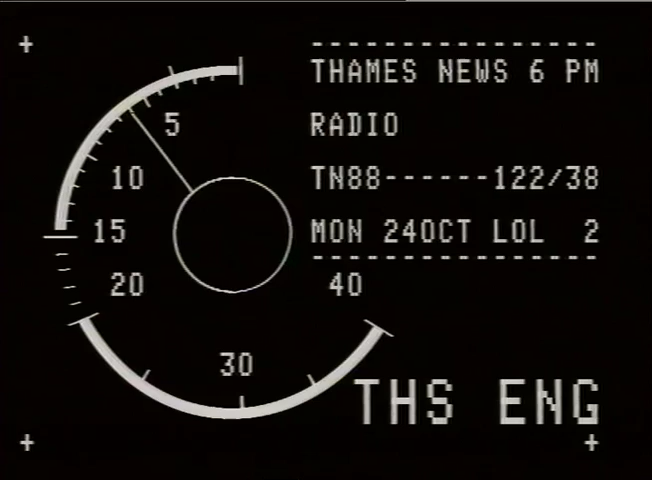 THAMES NEWS 6 PM
RADIO
TN88------122/38
MON 24OCT LOL 2
5
10
15
20
30
40
THS ENG